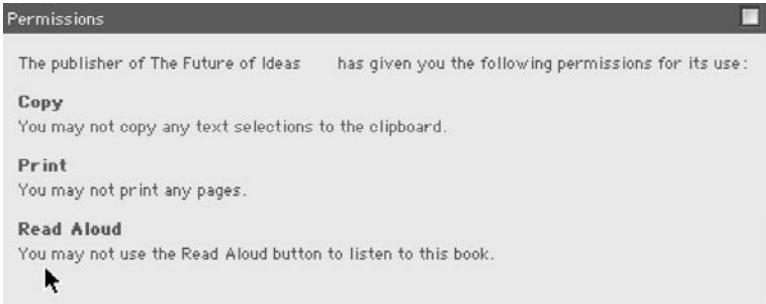 Permissions
The publisher of The Future of Ideas has given you the following permissions for its use:
Copy
You may not copy any text selections to the clipboard.
Print
You may not print any pages.
Read Aloud
You may not use the Read Aloud button to listen to this book.